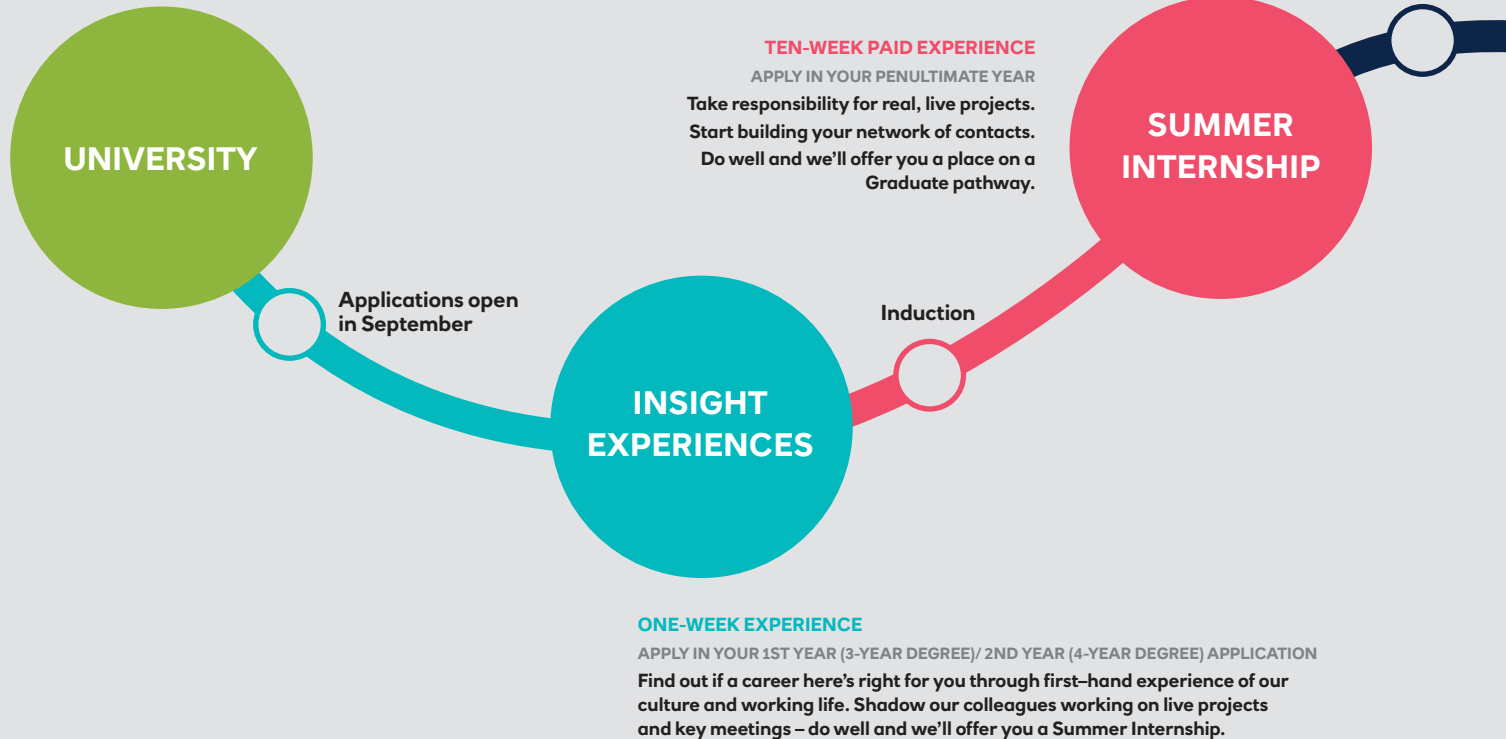 UNIVERSITY
Applications open
in September
INSIGHT
EXPERIENCES
ONE-WEEK EXPERIENCE
APPLY IN YOUR 1ST YEAR (3-YEAR DEGREE)/ 2ND YEAR (4-YEAR DEGREE) APPLICATION
Find out if a career here’s right for you through first–hand experience of our
culture and working life. Shadow our colleagues working on live projects
and key meetings – do well and we’ll offer you a Summer Internship.
Induction
TEN-WEEK PAID EXPERIENCE
APPLY IN YOUR PENULTIMATE YEAR
Take responsibility for real, live projects.
Start building your network of contacts.
Do well and we’ll offer you a place on a
Graduate pathway.
SUMMER
INTERNSHIP